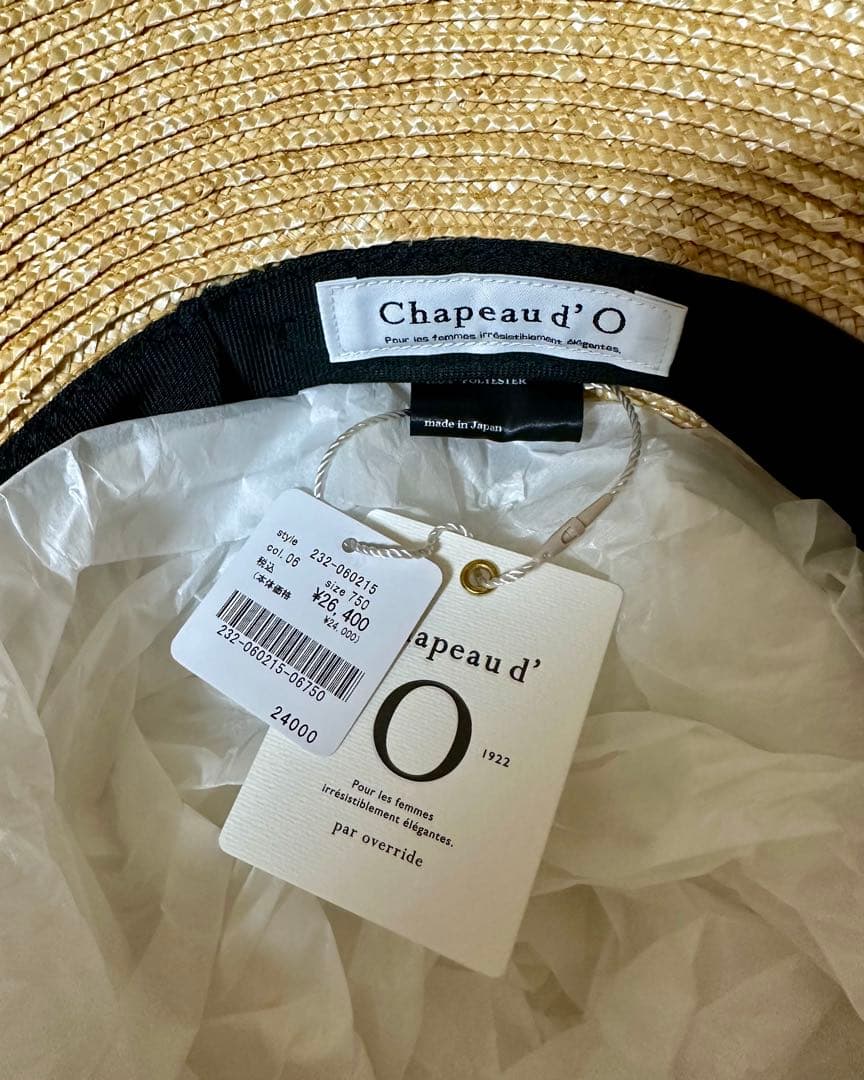 Chapeau d' O
Pour les femmes irrésistiblement élégantes.
POLYESTER
made in Japan
style 232-060215
col. 06 size 750
税込 ¥26,400
(本体価格 ¥24,000)
232-060215-06750
24000
apeau d'
O
1922
Pour les femmes
irrésistiblement élégantes.
par override